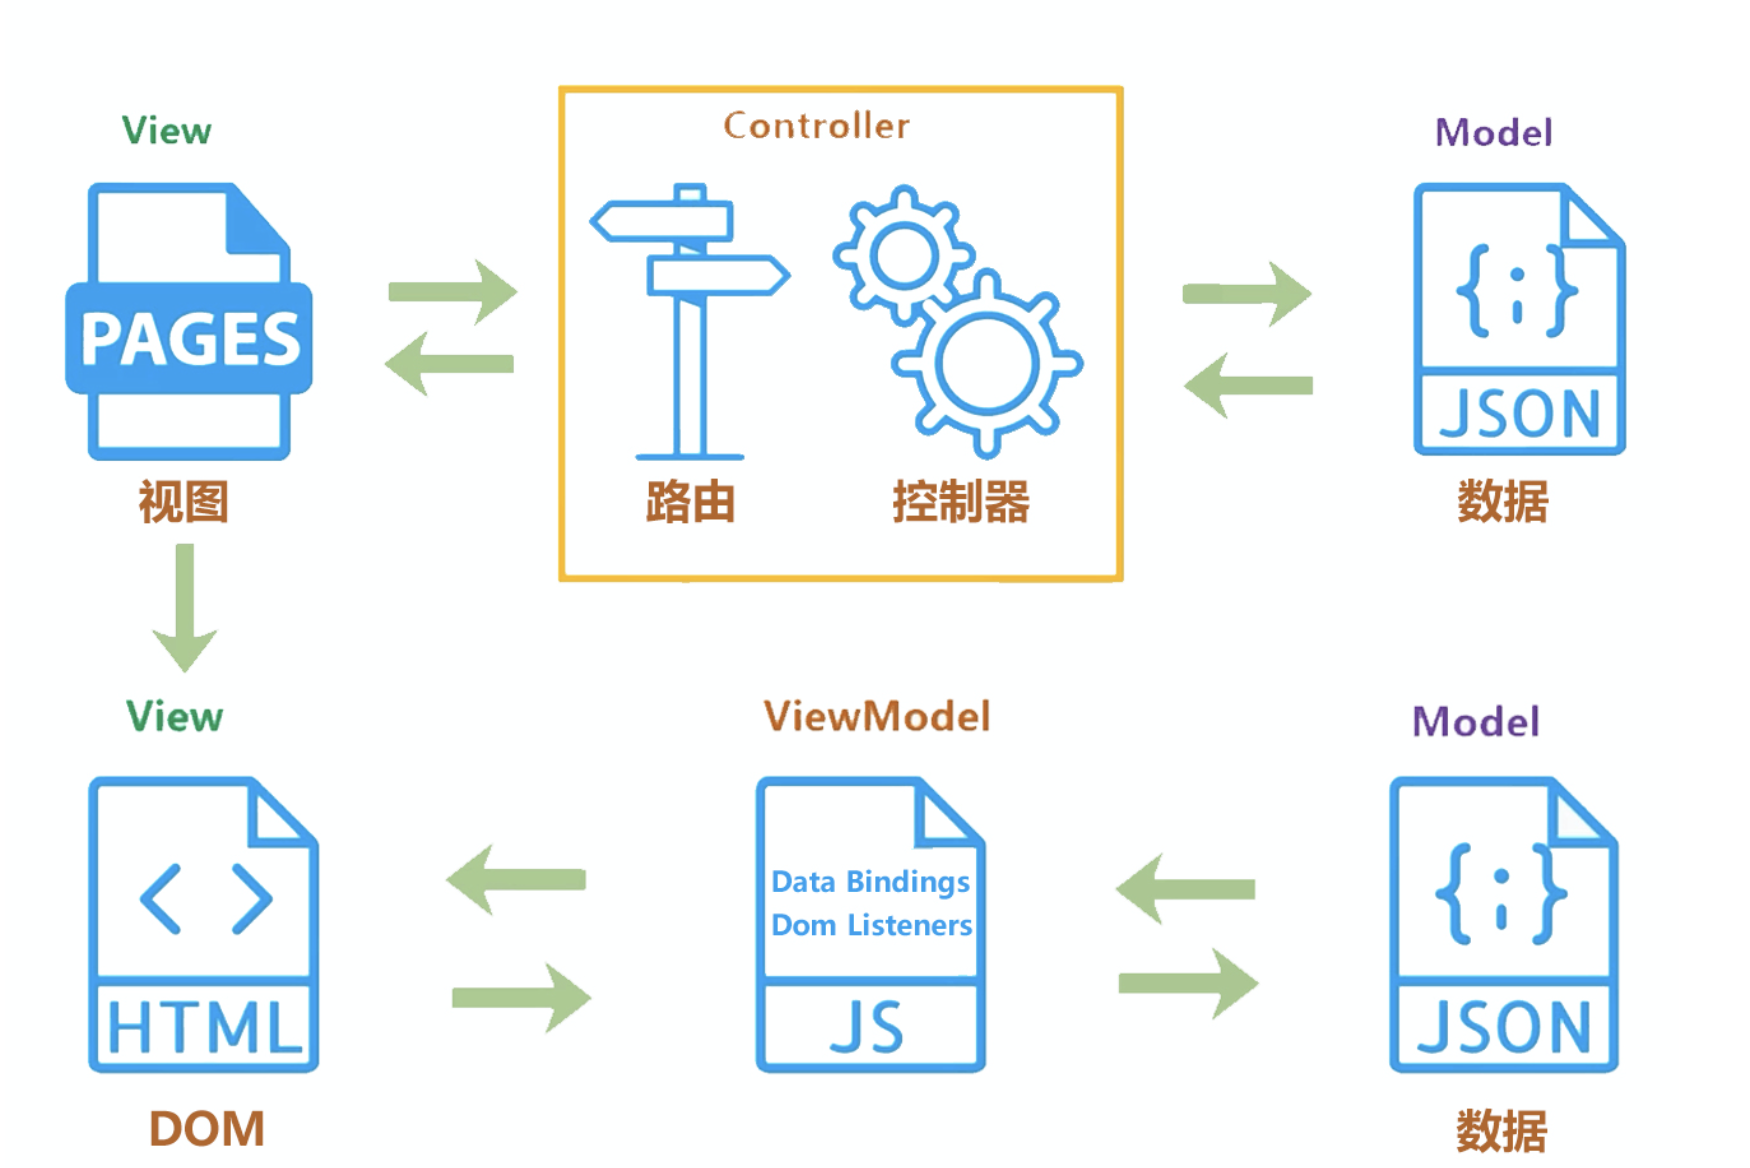 View
Controller
Model
PAGES
{;}
JSON
视图
路由
控制器
数据
View
ViewModel
Model
< >
Data Bindings
Dom Listeners
{;}
HTML
JS
JSON
DOM
数据